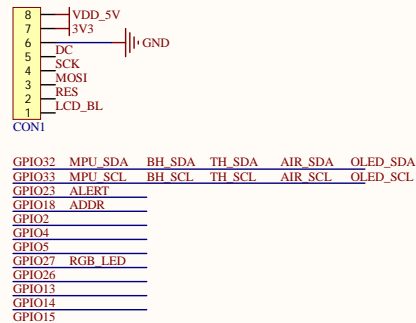 8 VDD_5V
7 3V3
6 GND
5 DC
4 SCK
3 MOSI
2 RES
1 LCD_BL
CON1
GPIO32 MPU_SDA BH_SDA TH_SDA AIR_SDA OLED_SDA
GPIO33 MPU_SCL BH_SCL TH_SCL AIR_SCL OLED_SCL
GPIO23 ALERT
GPIO18 ADDR
GPIO2
GPIO4
GPIO5
GPIO27 RGB_LED
GPIO26
GPIO13
GPIO14
GPIO15